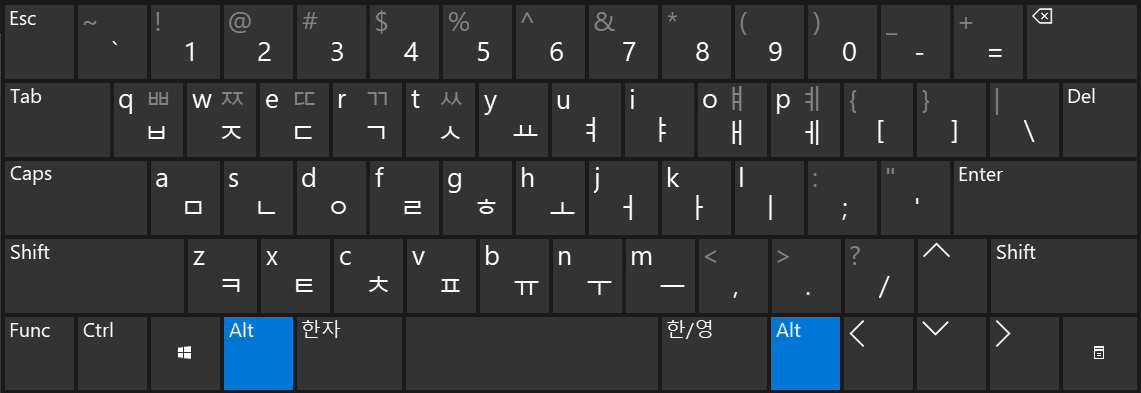 Esc ~ ` ! 1 @ 2 # 3 $ 4 % 5 ^ 6 & 7 * 8 ( 9 ) 0 _ - + =
Tab q ㅃ ㅂ w ㅉ ㅈ e ㄸ ㄷ r ㄲ ㄱ t ㅆ ㅅ y ㅛ u ㅕ i ㅑ o ㅒ ㅐ p ㅖ ㅔ { [ } ] | \ Del
Caps a ㅁ s ㄴ d ㅇ f ㄹ g ㅎ h ㅗ j ㅓ k ㅏ l ㅣ : ; " ' Enter
Shift z ㅋ x ㅌ c ㅊ v ㅍ b ㅠ n ㅜ m ㅡ < , > . ? / Shift
Func Ctrl Alt 한자 한/영 Alt